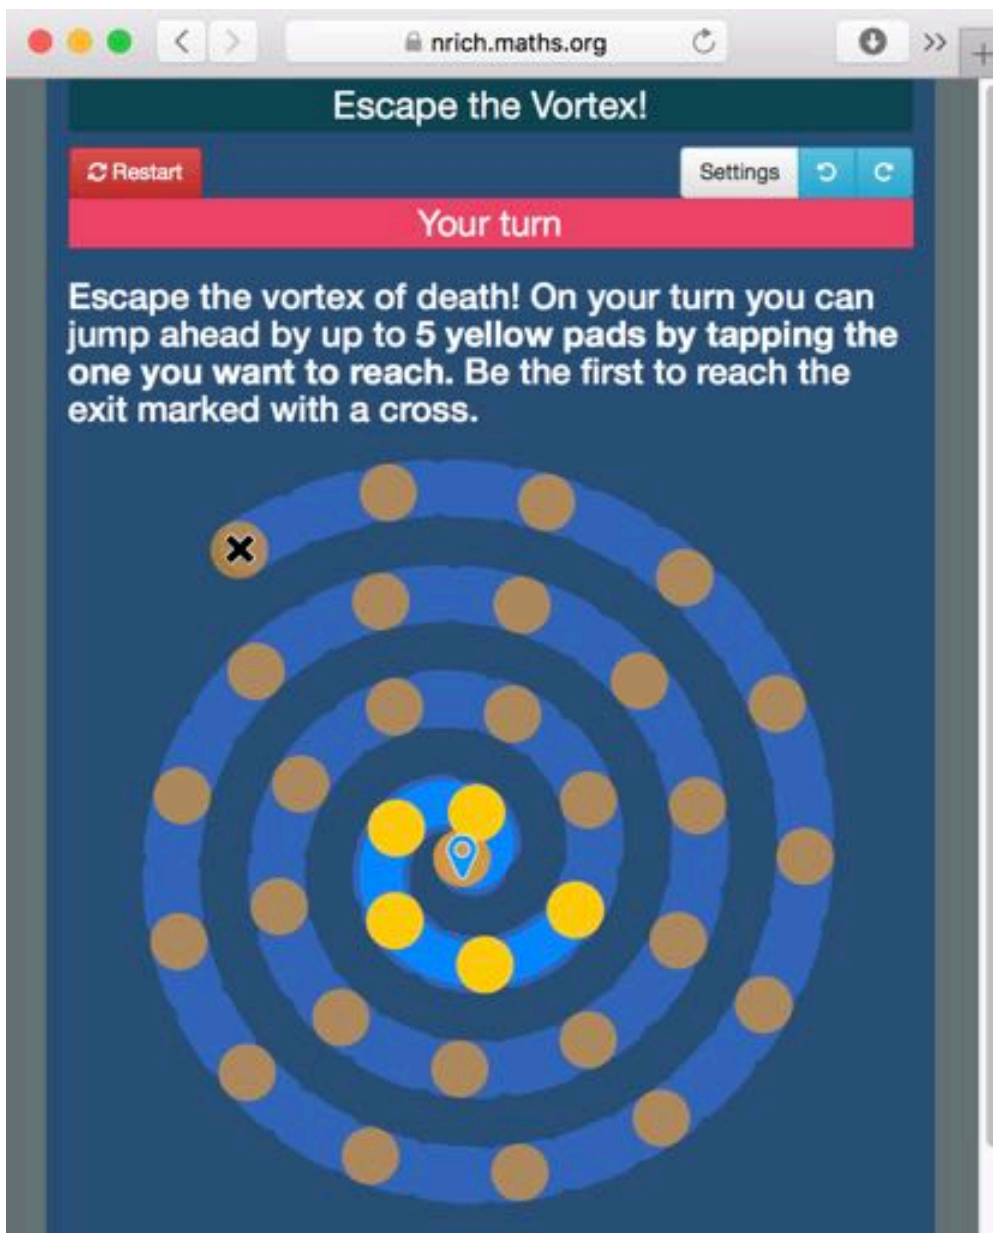 nrich.maths.org
Escape the Vortex!
Restart
Settings
Your turn
Escape the vortex of death! On your turn you can
jump ahead by up to 5 yellow pads by tapping the
one you want to reach. Be the first to reach the
exit marked with a cross.